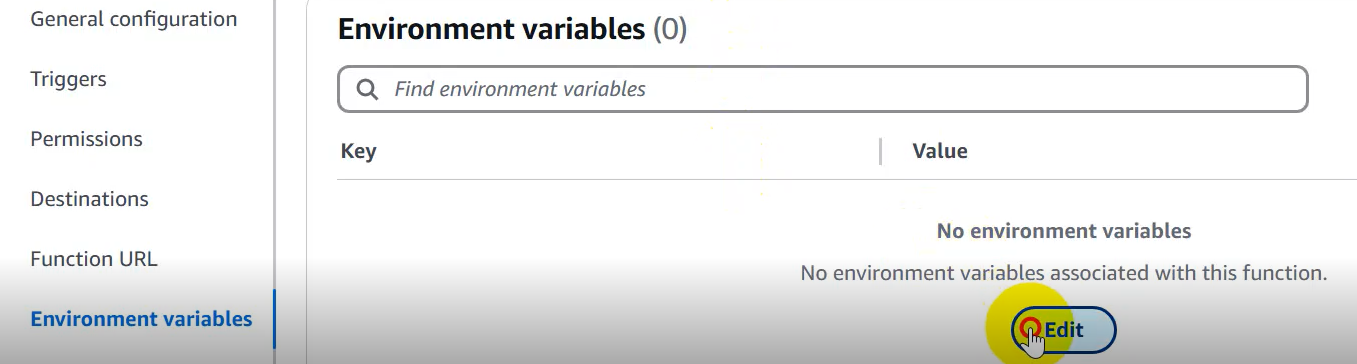 General configuration
Triggers
Permissions
Destinations
Function URL
Environment variables
Environment variables (0)
Find environment variables
Key
Value
No environment variables
No environment variables associated with this function.
Edit